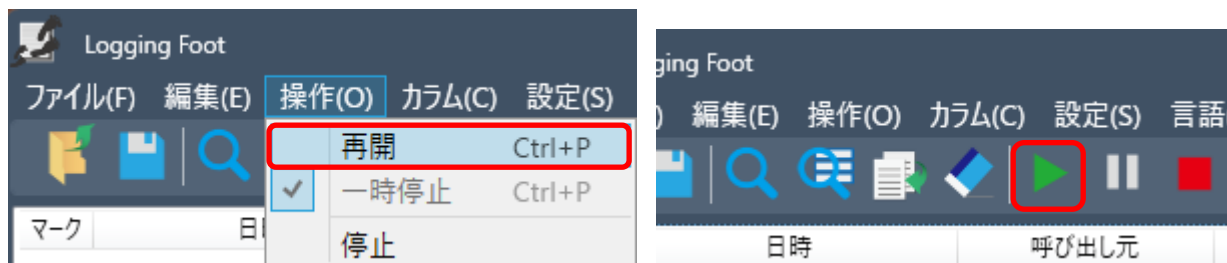 Logging Foot
ファイル(F) 編集(E) 操作(O) カラム(C) 設定(S)
再開 Ctrl+P
一時停止 Ctrl+P
停止
マーク
ging Foot
) 編集(E) 操作(O) カラム(C) 設定(S) 言語
日時 呼び出し元